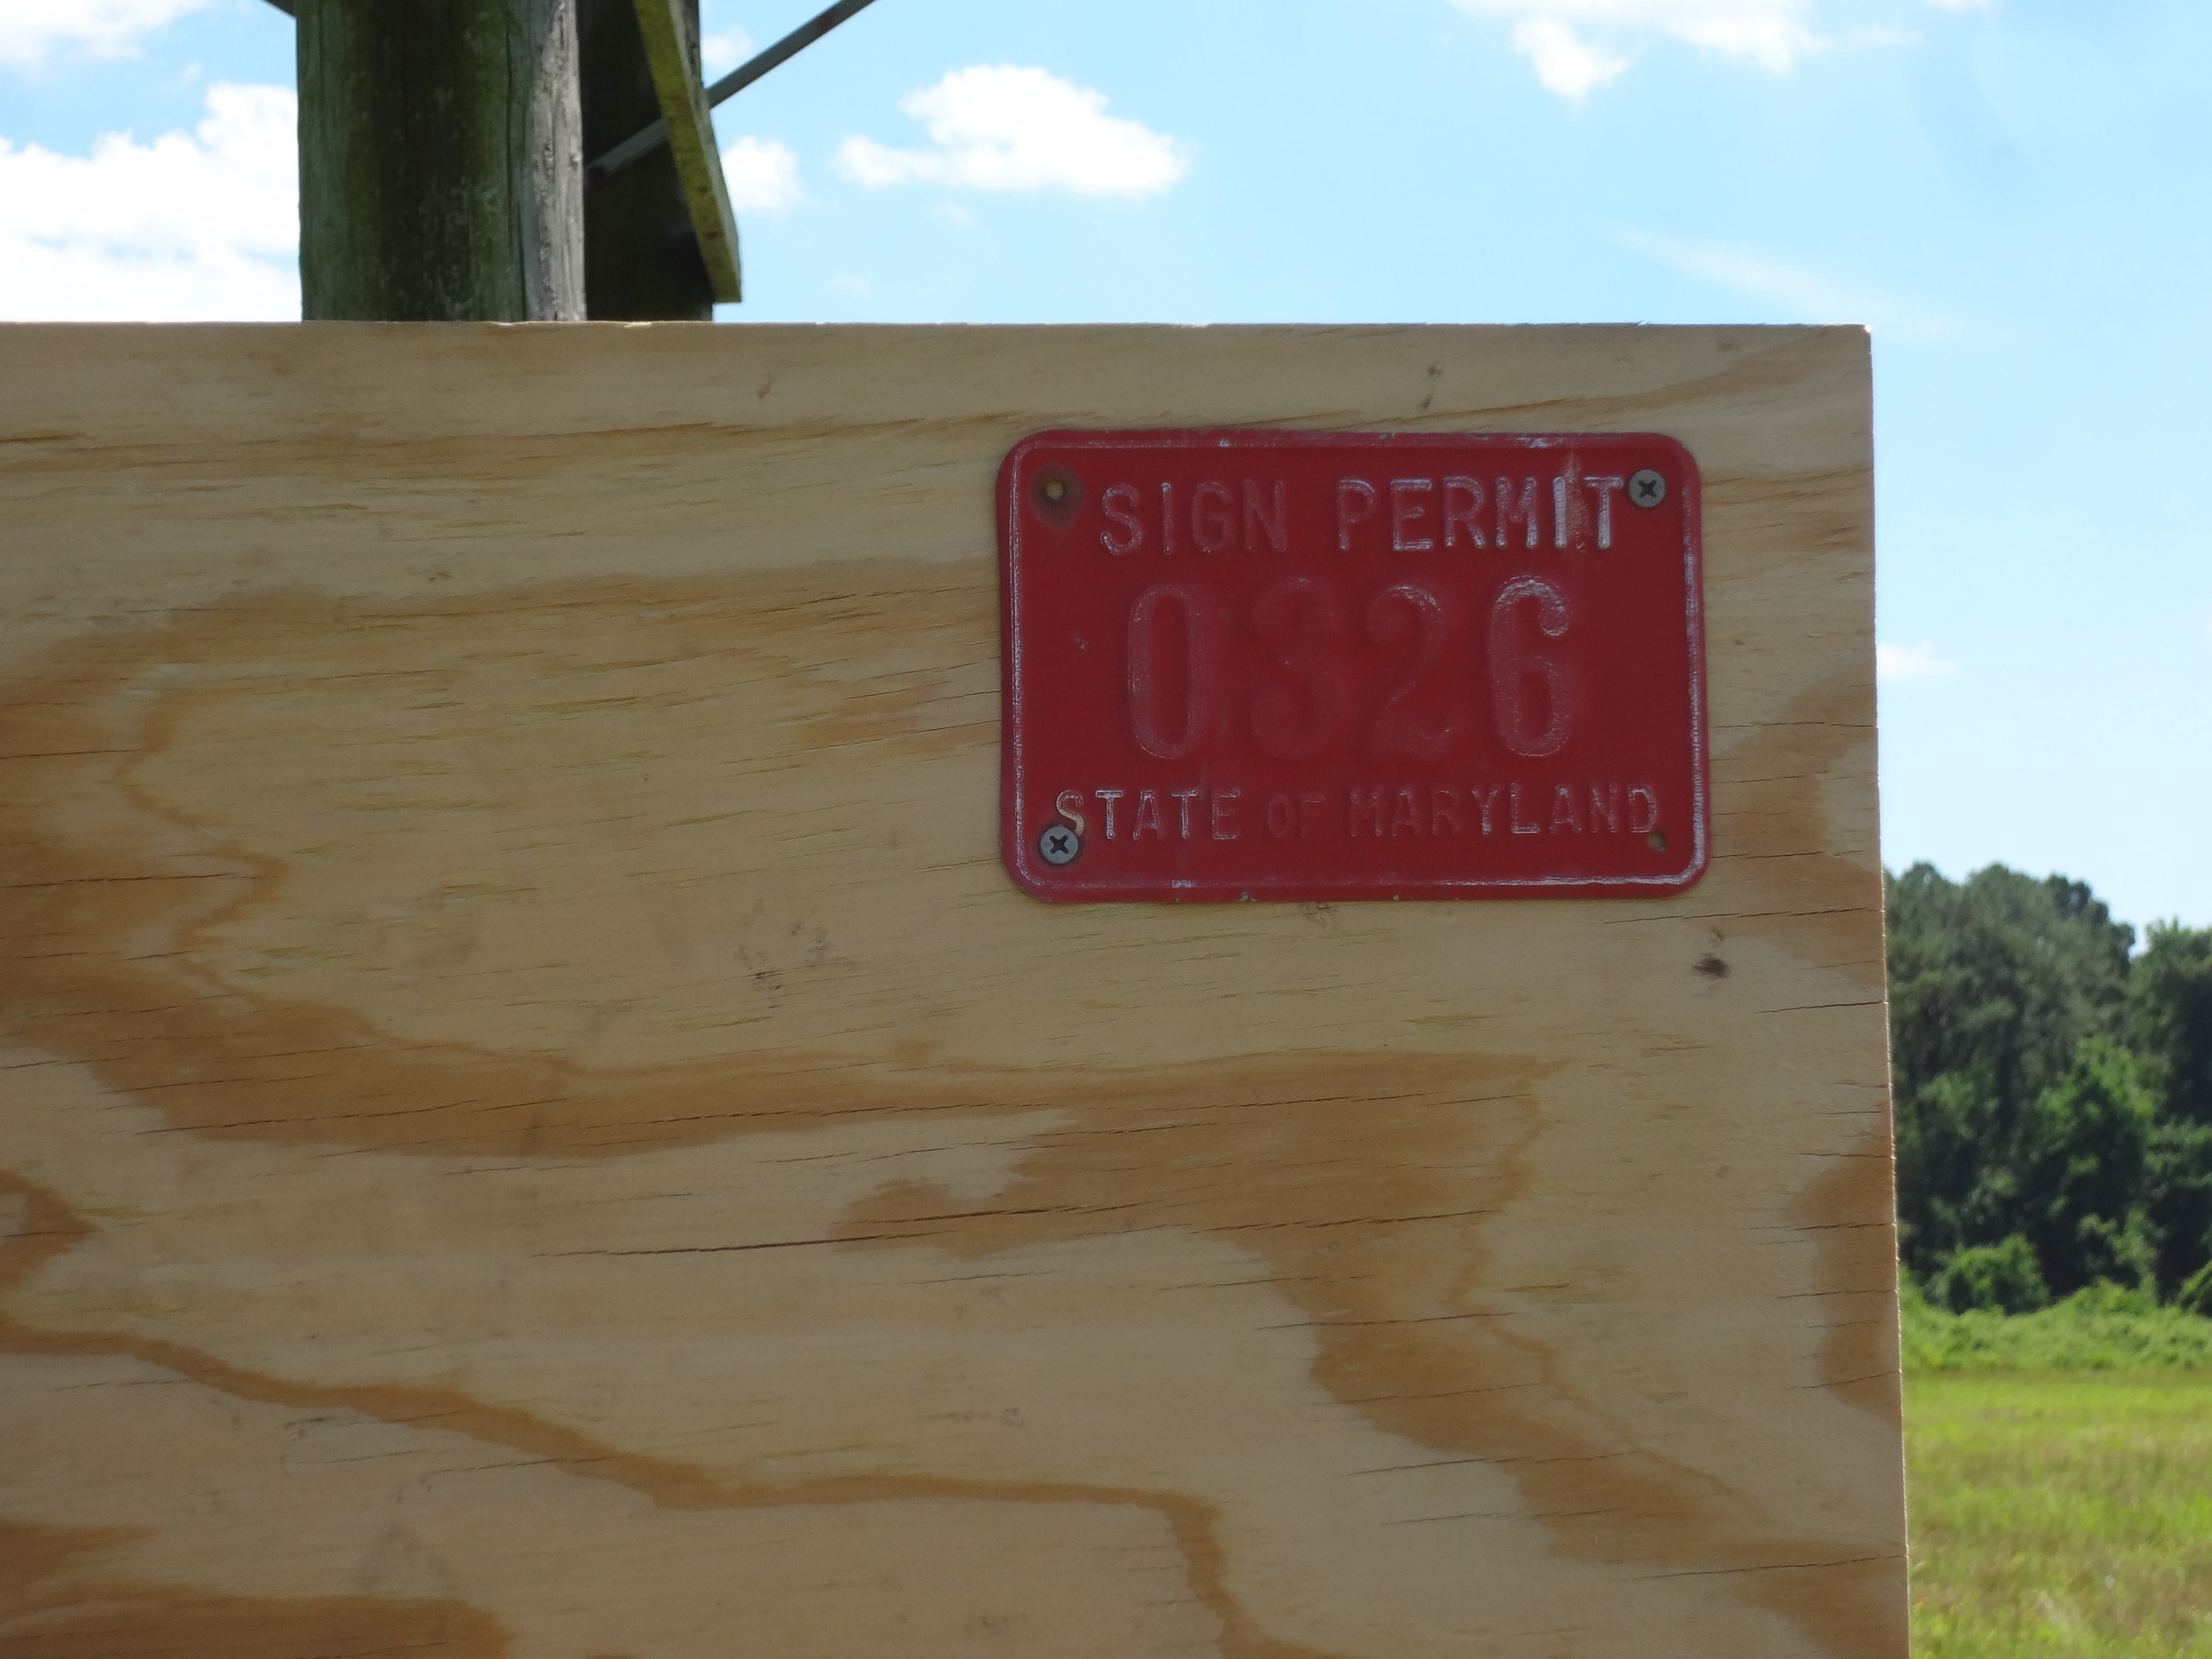 SIGN PERMIT
0326
STATE OF MARYLAND